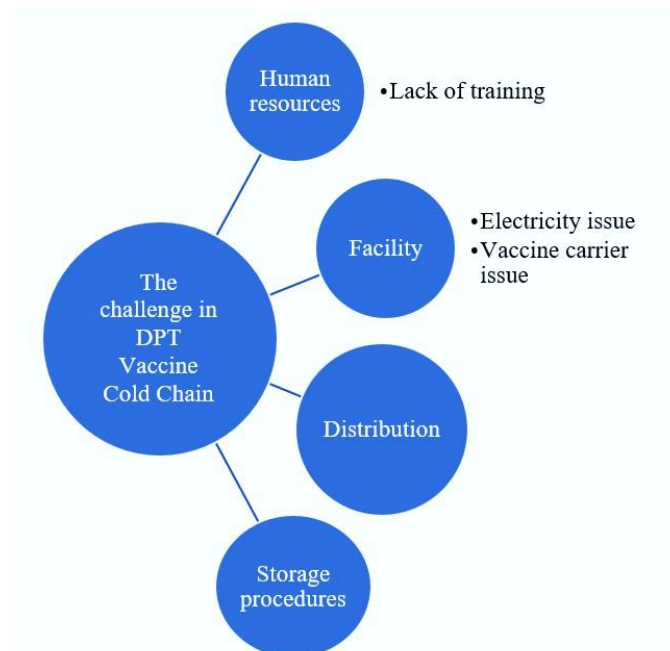 Human
resources
•Lack of training
Facility
•Electricity issue
•Vaccine carrier
issue
The
challenge in
DPT
Vaccine
Cold Chain
Distribution
Storage
procedures